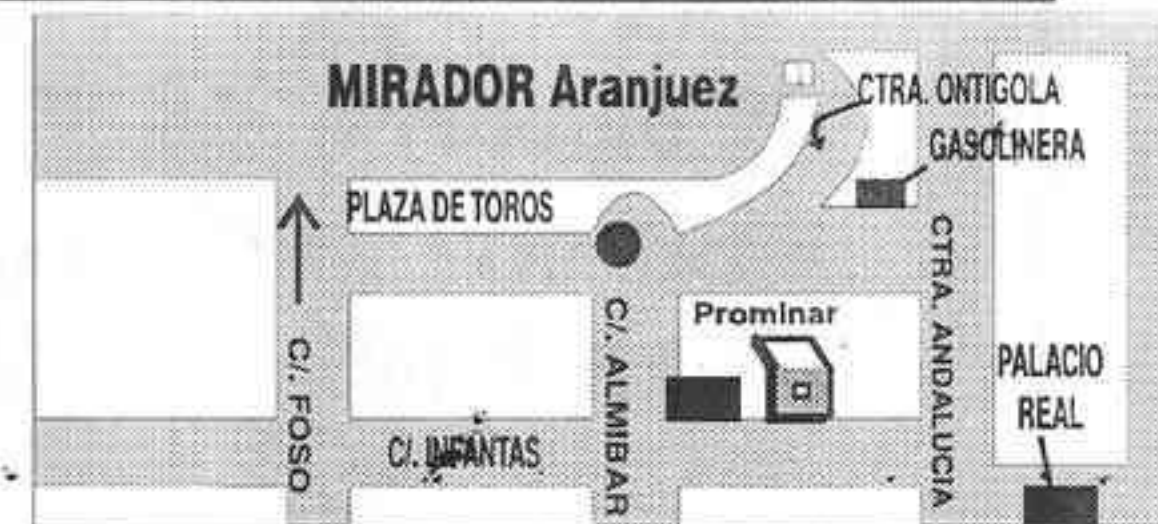 MIRADOR Aranjuez
CTRA. ONTIGOLA
GASOLINERA
PLAZA DE TOROS
Prominar
C/. FOSO
C/. ALMIBAR
CTRA. ANDALUCIA
PALACIO
REAL
C/. INFANTAS